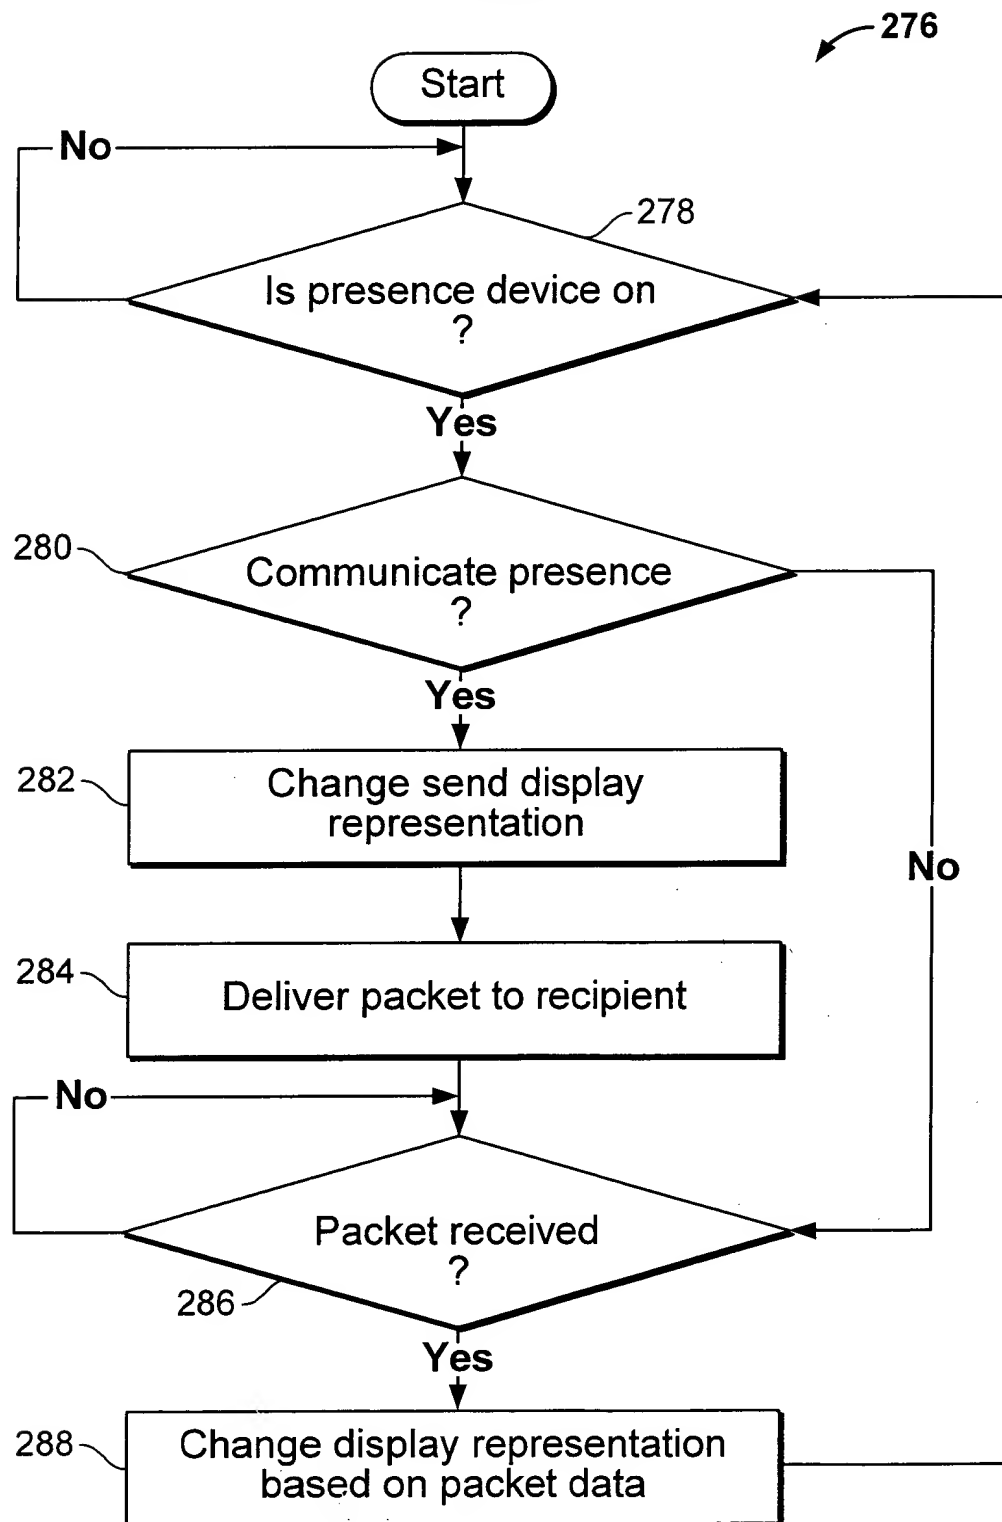 276
Start
No
278
Is presence device on
?
Yes
280
Communicate presence
?
Yes
282
Change send display
representation
No
284
Deliver packet to recipient
No
Packet received
?
286
Yes
288
Change display representation
based on packet data